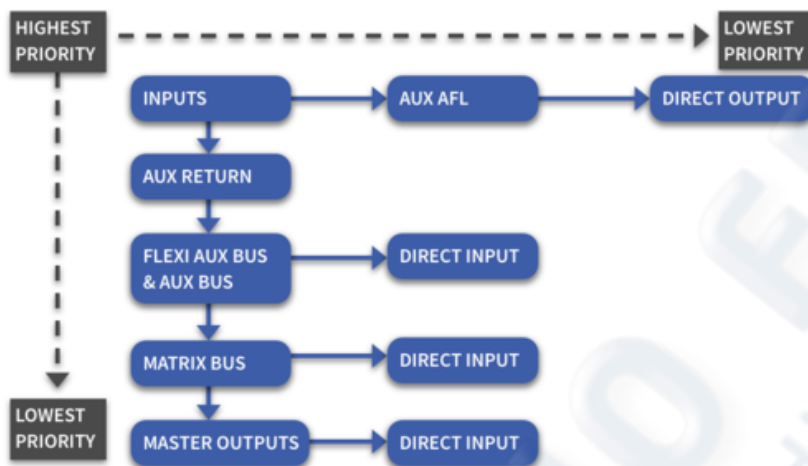 HIGHEST
PRIORITY
LOWEST
PRIORITY
INPUTS
AUX AFL
DIRECT OUTPUT
AUX RETURN
FLEXI AUX BUS
& AUX BUS
DIRECT INPUT
MATRIX BUS
DIRECT INPUT
LOWEST
PRIORITY
MASTER OUTPUTS
DIRECT INPUT